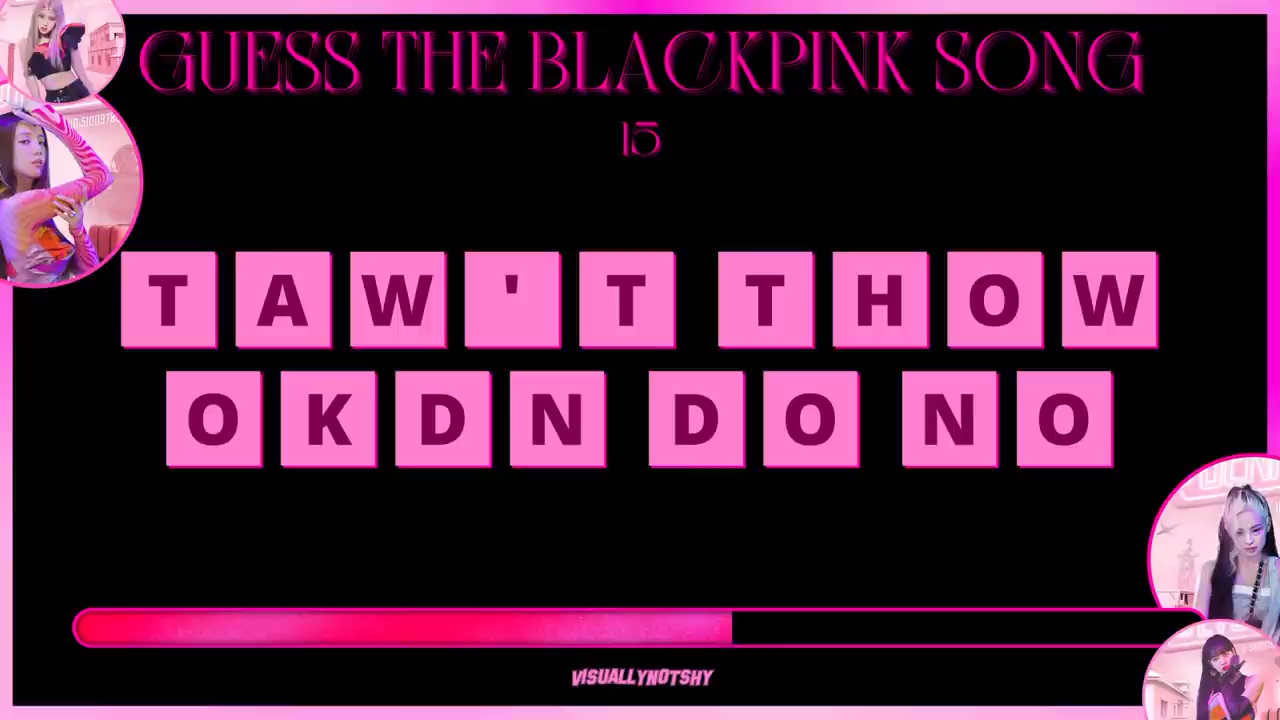 GUESS THE BLACKPINK SONG
15
TAW'T THOW
OKDN DO NO
VISUALLYNOTSHY